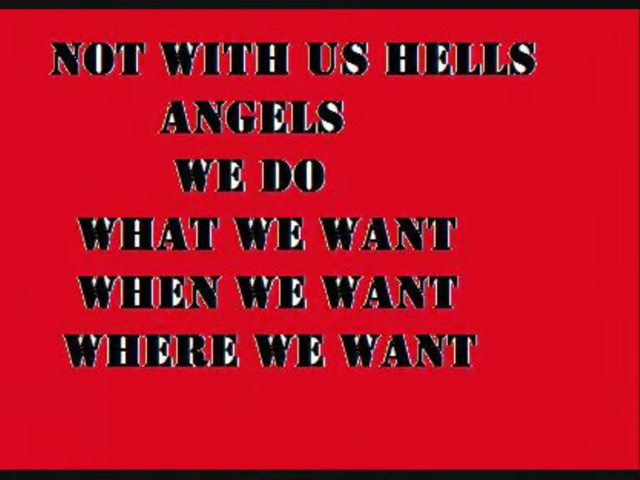 NOT WITH US HELLS
ANGELS
WE DO
WHAT WE WANT
WHEN WE WANT
WHERE WE WANT